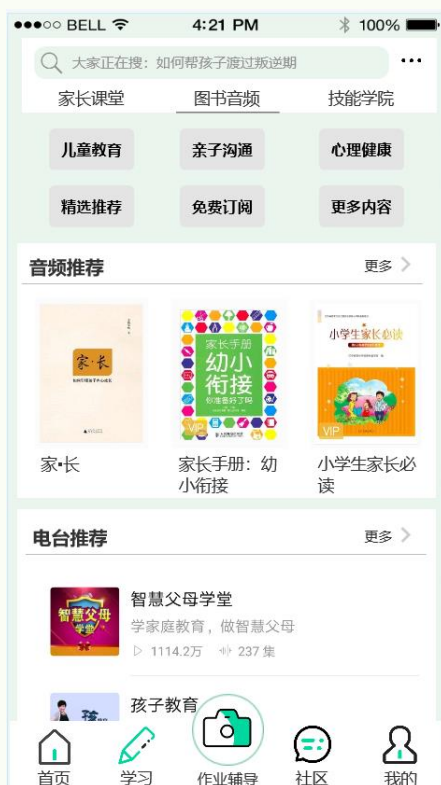 BELL 4:21 PM 100%
大家正在搜：如何帮孩子渡过叛逆期
家长课堂 图书音频 技能学院
儿童教育 亲子沟通 心理健康
精选推荐 免费订阅 更多内容
音频推荐 更多
家·长
家长手册
幼小
衔接
你准备好了吗
VIP
小学生家长必读
VIP
家▪长 家长手册：幼 小学生家长必
小衔接 读
电台推荐 更多
智慧父母
学堂
智慧父母学堂
学家庭教育，做智慧父母
1114.2万 237 集
孩子教育
首页 学习 作业辅导 社区 我的